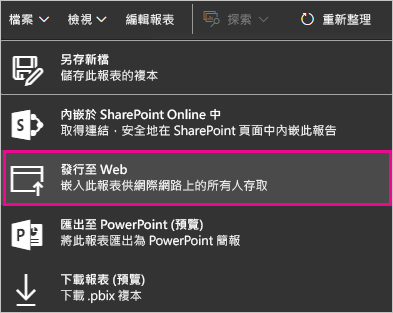 檔案 檢視 編輯報表 探索 重新整理
另存新檔
儲存此報表的複本
內嵌於 SharePoint Online 中
取得連結，安全地在 SharePoint 頁面中內嵌此報告
發行至 Web
嵌入此報表供網際網路上的所有人存取
匯出至 PowerPoint (預覽)
將此報表匯出為 PowerPoint 簡報
下載報表 (預覽)
下載 .pbix 複本